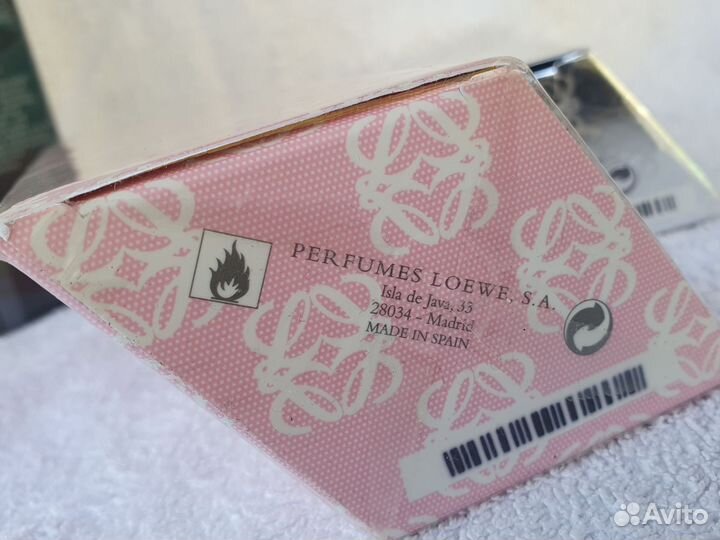 PERFUMES LOEWE, S.A.
Isla de Java, 33
28034 - Madrid
MADE IN SPAIN
Avito